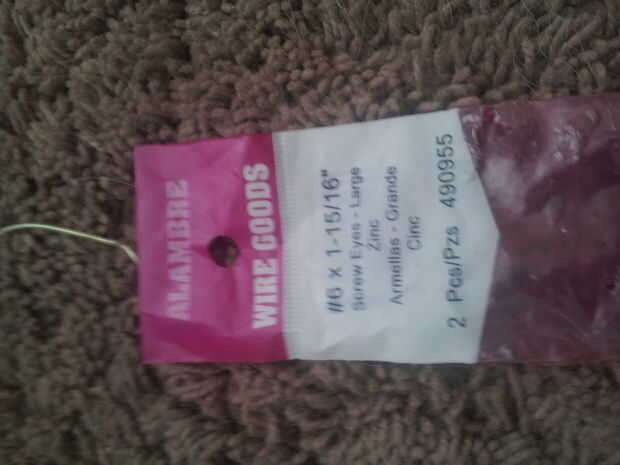 ALAMBRE
WIRE GOODS
#6 x 1-15/16"
Screw Eyes - Large
Zinc
Armellas - Grande
Cinc
2 Pcs/Pzs 490955